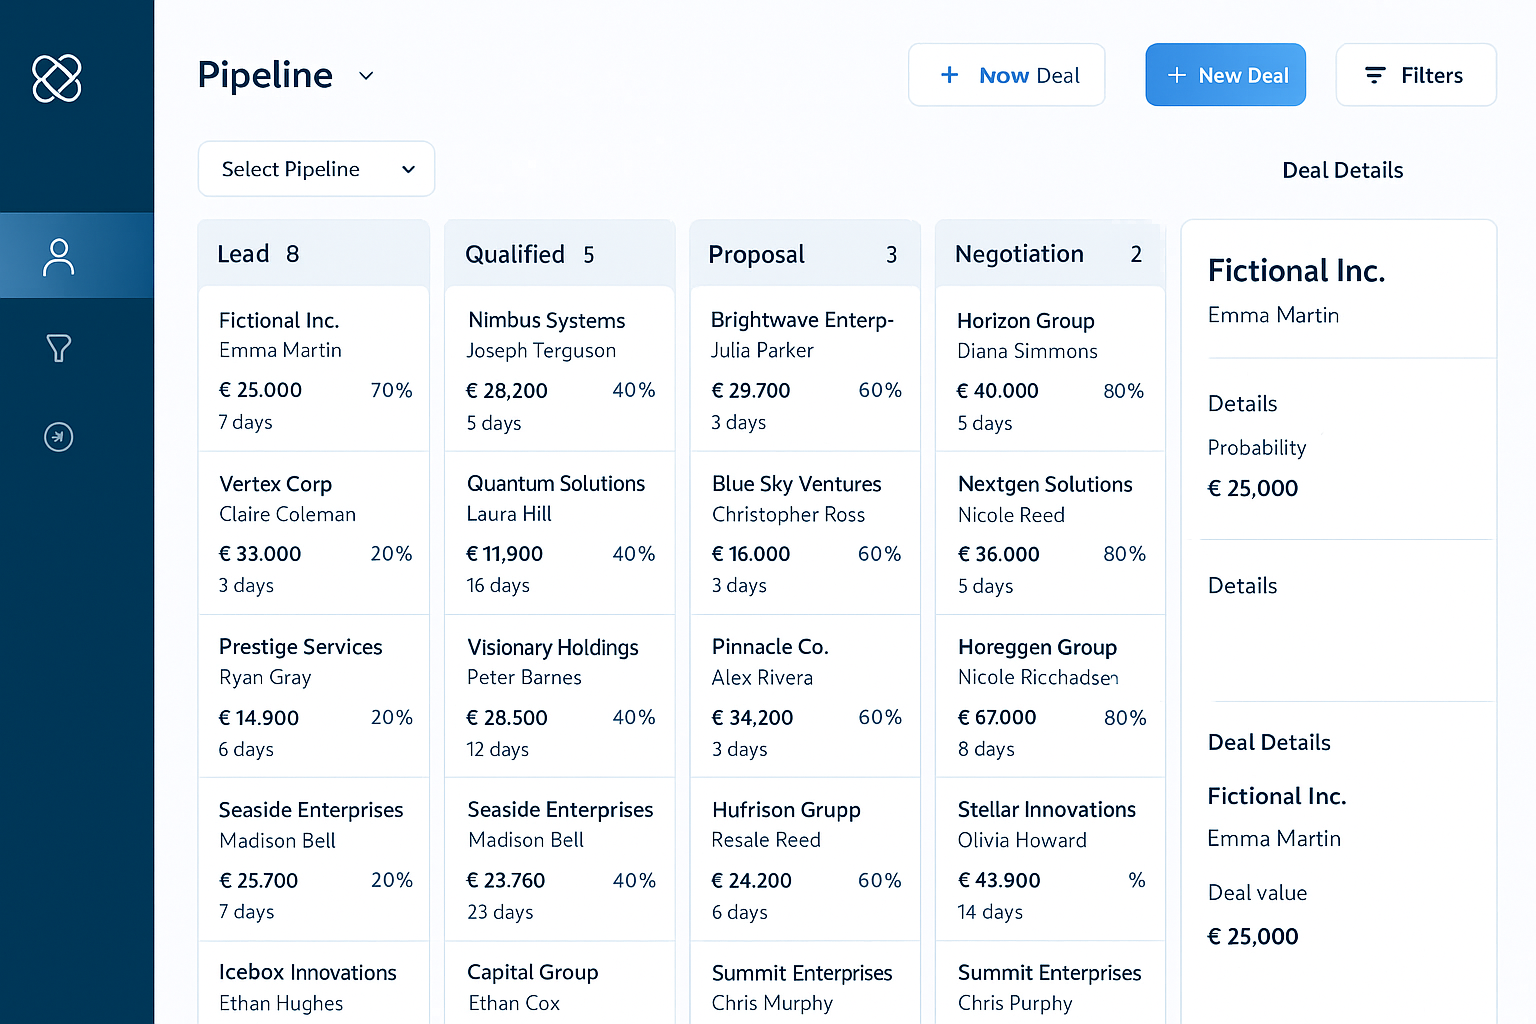 Pipeline
+ Now Deal
+ New Deal
Filters
Select Pipeline
Deal Details
Lead 8
Fictional Inc.
Emma Martin
€ 25.000 70%
7 days
Vertex Corp
Claire Coleman
€ 33.000 20%
3 days
Prestige Services
Ryan Gray
€ 14.900 20%
6 days
Seaside Enterprises
Madison Bell
€ 25.700 20%
7 days
Icebox Innovations
Ethan Hughes
Qualified 5
Nimbus Systems
Joseph Terguson
€ 28,200 40%
5 days
Quantum Solutions
Laura Hill
€ 11,900 40%
16 days
Visionary Holdings
Peter Barnes
€ 28.500 40%
12 days
Seaside Enterprises
Madison Bell
€ 23.760 40%
23 days
Capital Group
Ethan Cox
Proposal 3
Brightwave Enterp-
Julia Parker
€ 29.700 60%
3 days
Blue Sky Ventures
Christopher Ross
€ 16.000 60%
3 days
Pinnacle Co.
Alex Rivera
€ 34,200 60%
3 days
Hufrison Grupp
Resale Reed
€ 24.200 60%
6 days
Summit Enterprises
Chris Murphy
Negotiation 2
Horizon Group
Diana Simmons
€ 40.000 80%
5 days
Nextgen Solutions
Nicole Reed
€ 36.000 80%
5 days
Horeggen Group
Nicole Ricchadsen
€ 67.000 80%
8 days
Stellar Innovations
Olivia Howard
€ 43.900 %
14 days
Summit Enterprises
Chris Purphy
Fictional Inc.
Emma Martin
Details
Probability
€ 25,000
Details
Deal Details
Fictional Inc.
Emma Martin
Deal value
€ 25,000